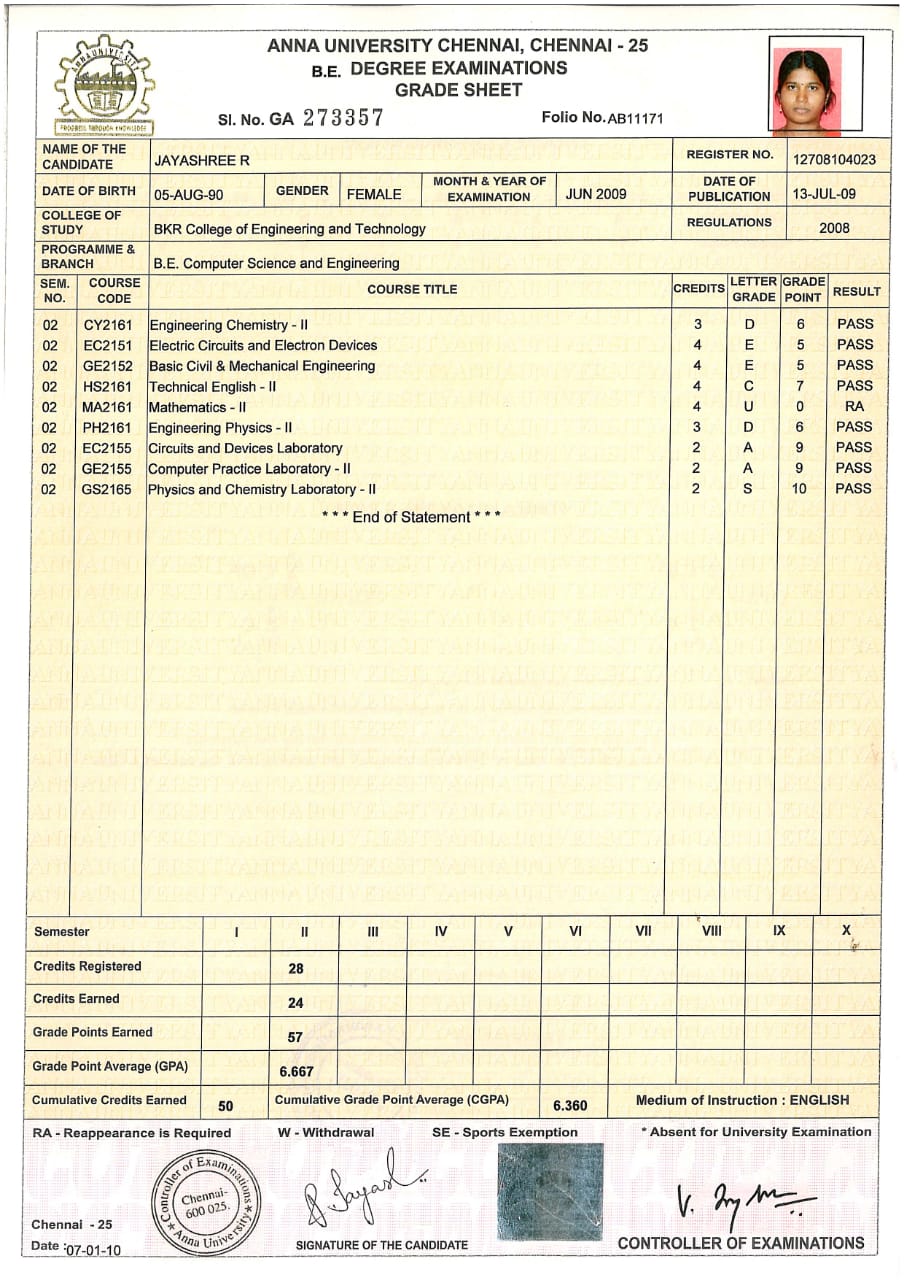 ANNA UNIVERSITY CHENNAI, CHENNAI - 25
B.E. DEGREE EXAMINATIONS
GRADE SHEET
ANNA UNIVERSITY
PROGRESS THROUGH KNOWLEDGE
Sl. No. GA 273357 Folio No. AB11171
NAME OF THE CANDIDATE JAYASHREE R REGISTER NO. 12708104023
DATE OF BIRTH 05-AUG-90 GENDER FEMALE MONTH & YEAR OF EXAMINATION JUN 2009 DATE OF PUBLICATION 13-JUL-09
COLLEGE OF STUDY BKR College of Engineering and Technology REGULATIONS 2008
PROGRAMME & BRANCH B.E. Computer Science and Engineering
SEM. NO. COURSE CODE COURSE TITLE CREDITS LETTER GRADE GRADE POINT RESULT
02 CY2161 Engineering Chemistry - II 3 D 6 PASS
02 EC2151 Electric Circuits and Electron Devices 4 E 5 PASS
02 GE2152 Basic Civil & Mechanical Engineering 4 E 5 PASS
02 HS2161 Technical English - II 4 C 7 PASS
02 MA2161 Mathematics - II 4 U 0 RA
02 PH2161 Engineering Physics - II 3 D 6 PASS
02 EC2155 Circuits and Devices Laboratory 2 A 9 PASS
02 GE2155 Computer Practice Laboratory - II 2 A 9 PASS
02 GS2165 Physics and Chemistry Laboratory - II 2 S 10 PASS
* * * End of Statement * * *
Semester I II III IV V VI VII VIII IX X
Credits Registered 28
Credits Earned 24
Grade Points Earned 57
Grade Point Average (GPA) 6.667
Cumulative Credits Earned 50 Cumulative Grade Point Average (CGPA) 6.360 Medium of Instruction : ENGLISH
RA - Reappearance is Required W - Withdrawal SE - Sports Exemption * Absent for University Examination
Controller of Examinations
Chennai-
600 025.
Anna University
Chennai - 25
Date : 07-01-10
SIGNATURE OF THE CANDIDATE
CONTROLLER OF EXAMINATIONS